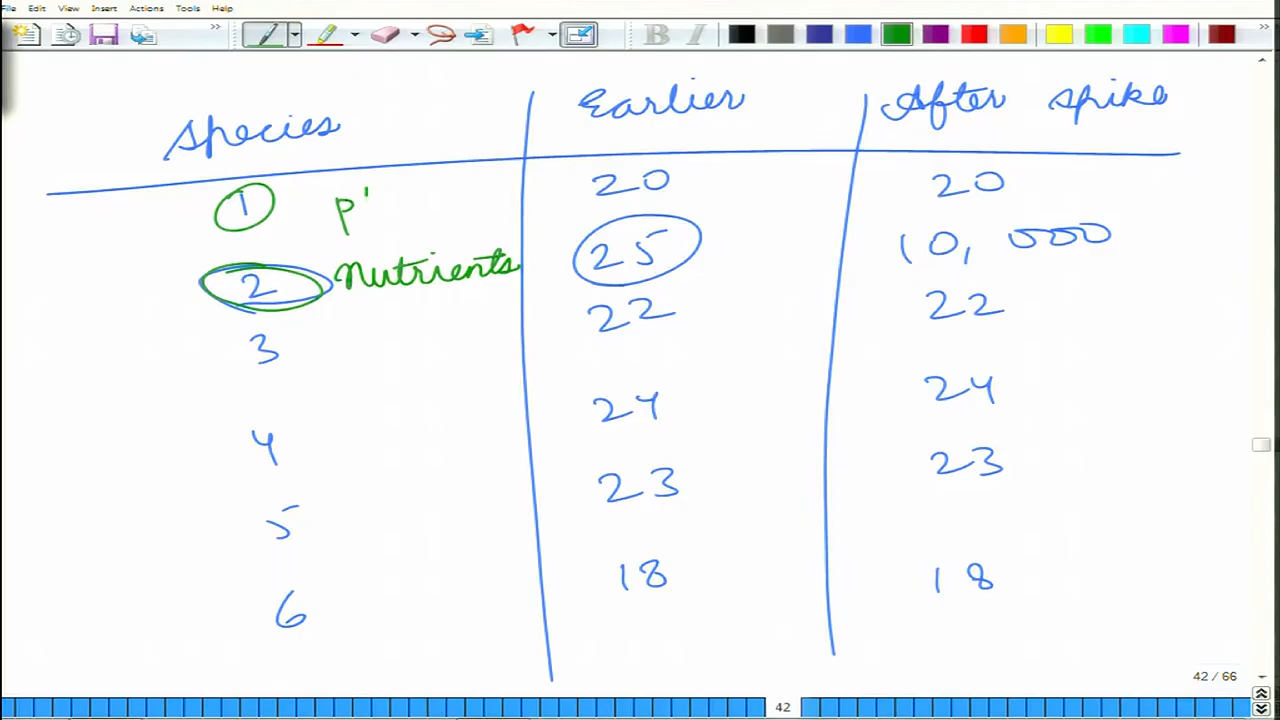 File Edit View Insert Actions Tools Help
B I
Species Earlier After spike
1 p' 20 20
2 Nutrients 25 10,000
3 22 22
4 24 24
5 23 23
6 18 18
42 / 66
42